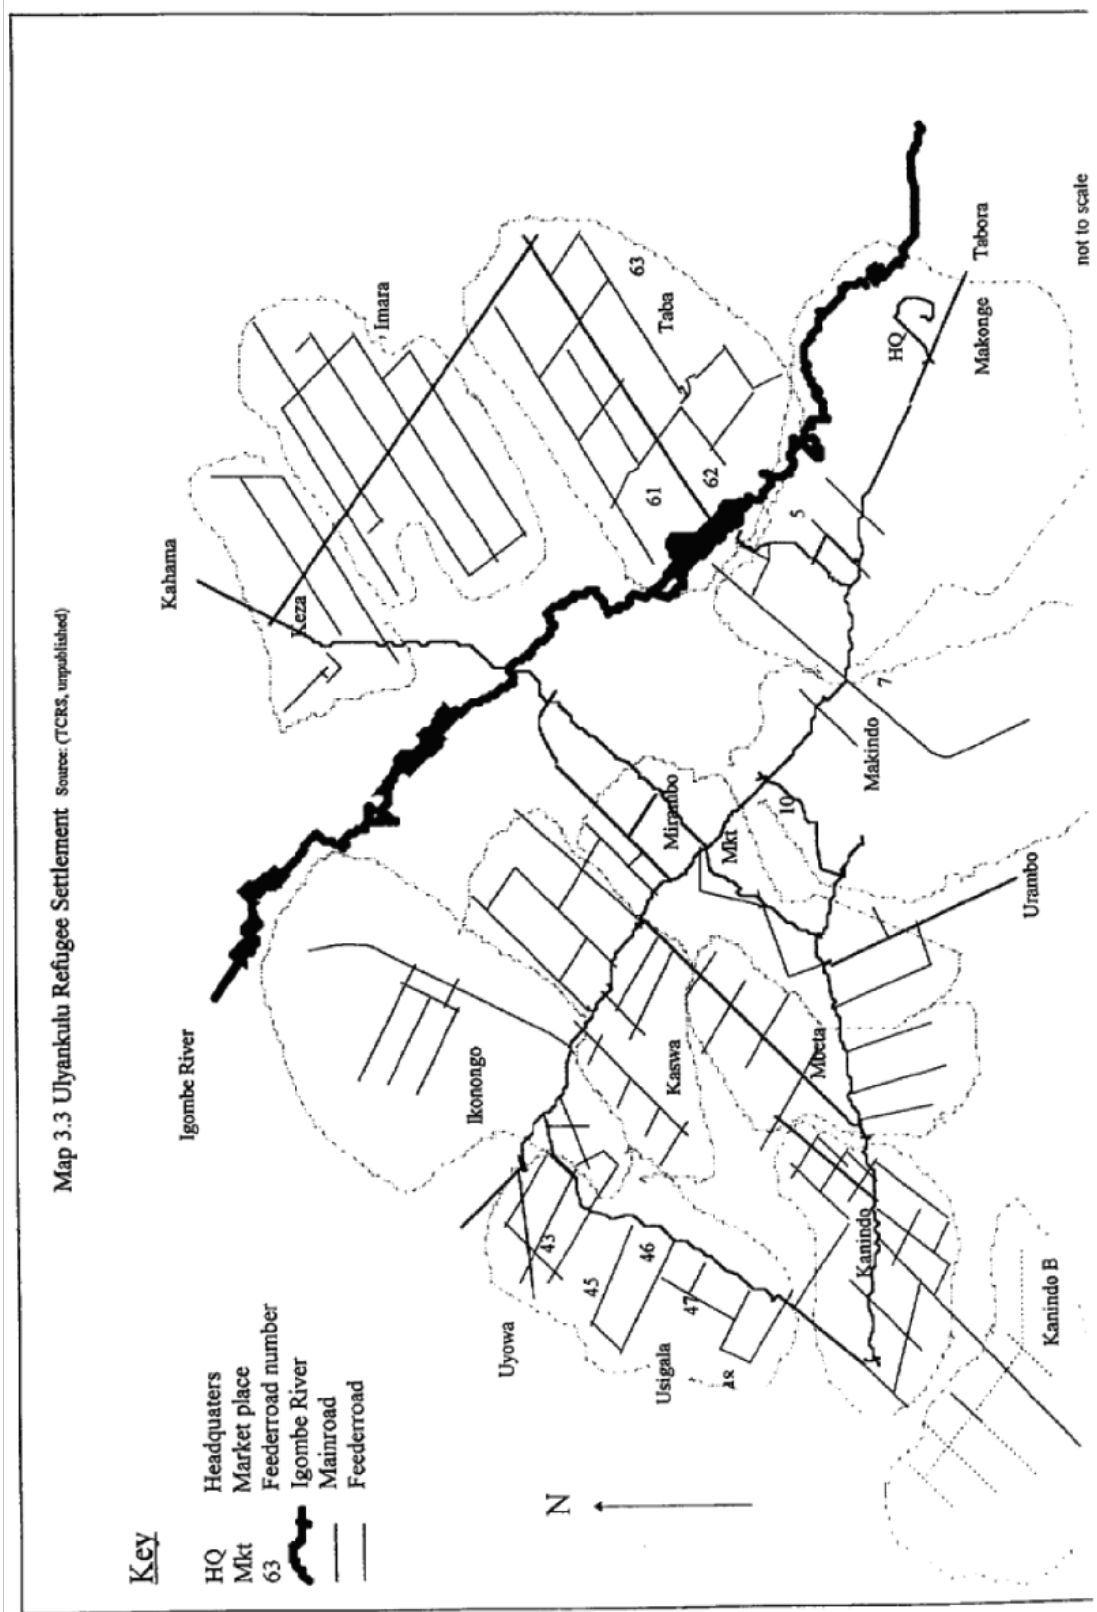 Map 3.3 Ulyankulu Refugee Settlement Source: (TCRS, unpublished)
Key
HQ Headquaters
Mkt Market place
63 Feederroad number
Igombe River
Mainroad
Feederroad
N
Igombe River
Kahama
Keza
Imara
Ikonongo
Uyowa
43
45
46
47
Usigala
Kaswa
Mirambo
Mkt
61
62
63
Taba
5
HQ
Makonge
Tabora
7
Makindo
10
Mbeta
Urambo
Kanindo
Kanindo B
not to scale